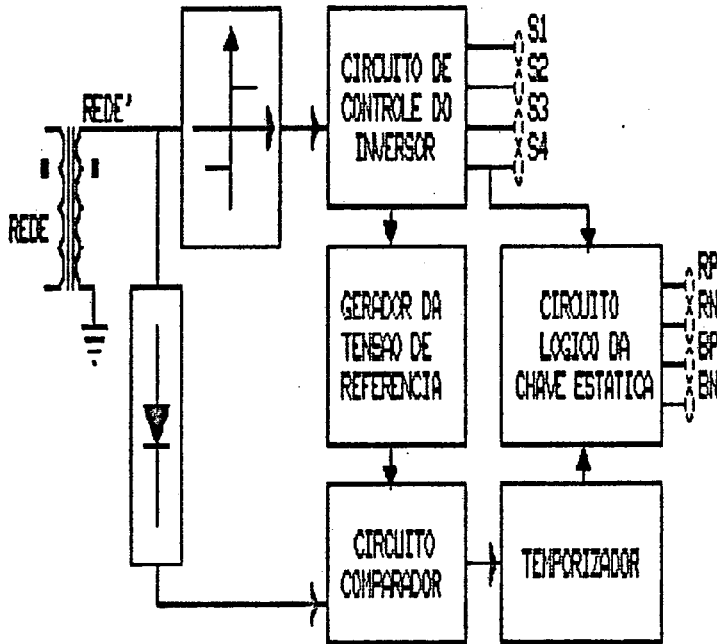 S1
CIRCUITO DE
CONTROLE DO
INVERSOR
S2
S3
S4
REDE'
REDE
GERADOR DA
TENSAO DE
REFERENCIA
CIRCUITO
LOGICO DA
CHAVE ESTATICA
RP
RN
BP
BN
CIRCUITO
COMPARADOR
TEMPORIZADOR